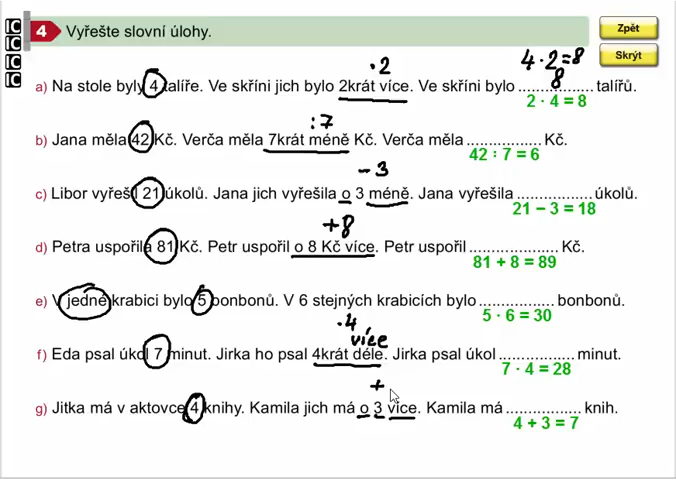 4 Vyřešte slovní úlohy.
Zpět
Skrýt
· 2
4 · 2 = 8
8
a) Na stole byly 4 talíře. Ve skříni jich bylo 2krát více. Ve skříni bylo ................ talířů.
2 · 4 = 8
: 7
b) Jana měla 42 Kč. Verča měla 7krát méně Kč. Verča měla ................ Kč.
42 : 7 = 6
– 3
c) Libor vyřešil 21 úkolů. Jana jich vyřešila o 3 méně. Jana vyřešila ................ úkolů.
21 – 3 = 18
+8
d) Petra uspořila 81 Kč. Petr uspořil o 8 Kč více. Petr uspořil ................... Kč.
81 + 8 = 89
e) V jedné krabici bylo 5 bonbonů. V 6 stejných krabicích bylo ................ bonbonů.
5 · 6 = 30
· 4
více
f) Eda psal úkol 7 minut. Jirka ho psal 4krát déle. Jirka psal úkol ................ minut.
7 · 4 = 28
+
g) Jitka má v aktovce 4 knihy. Kamila jich má o 3 více. Kamila má ................ knih.
4 + 3 = 7